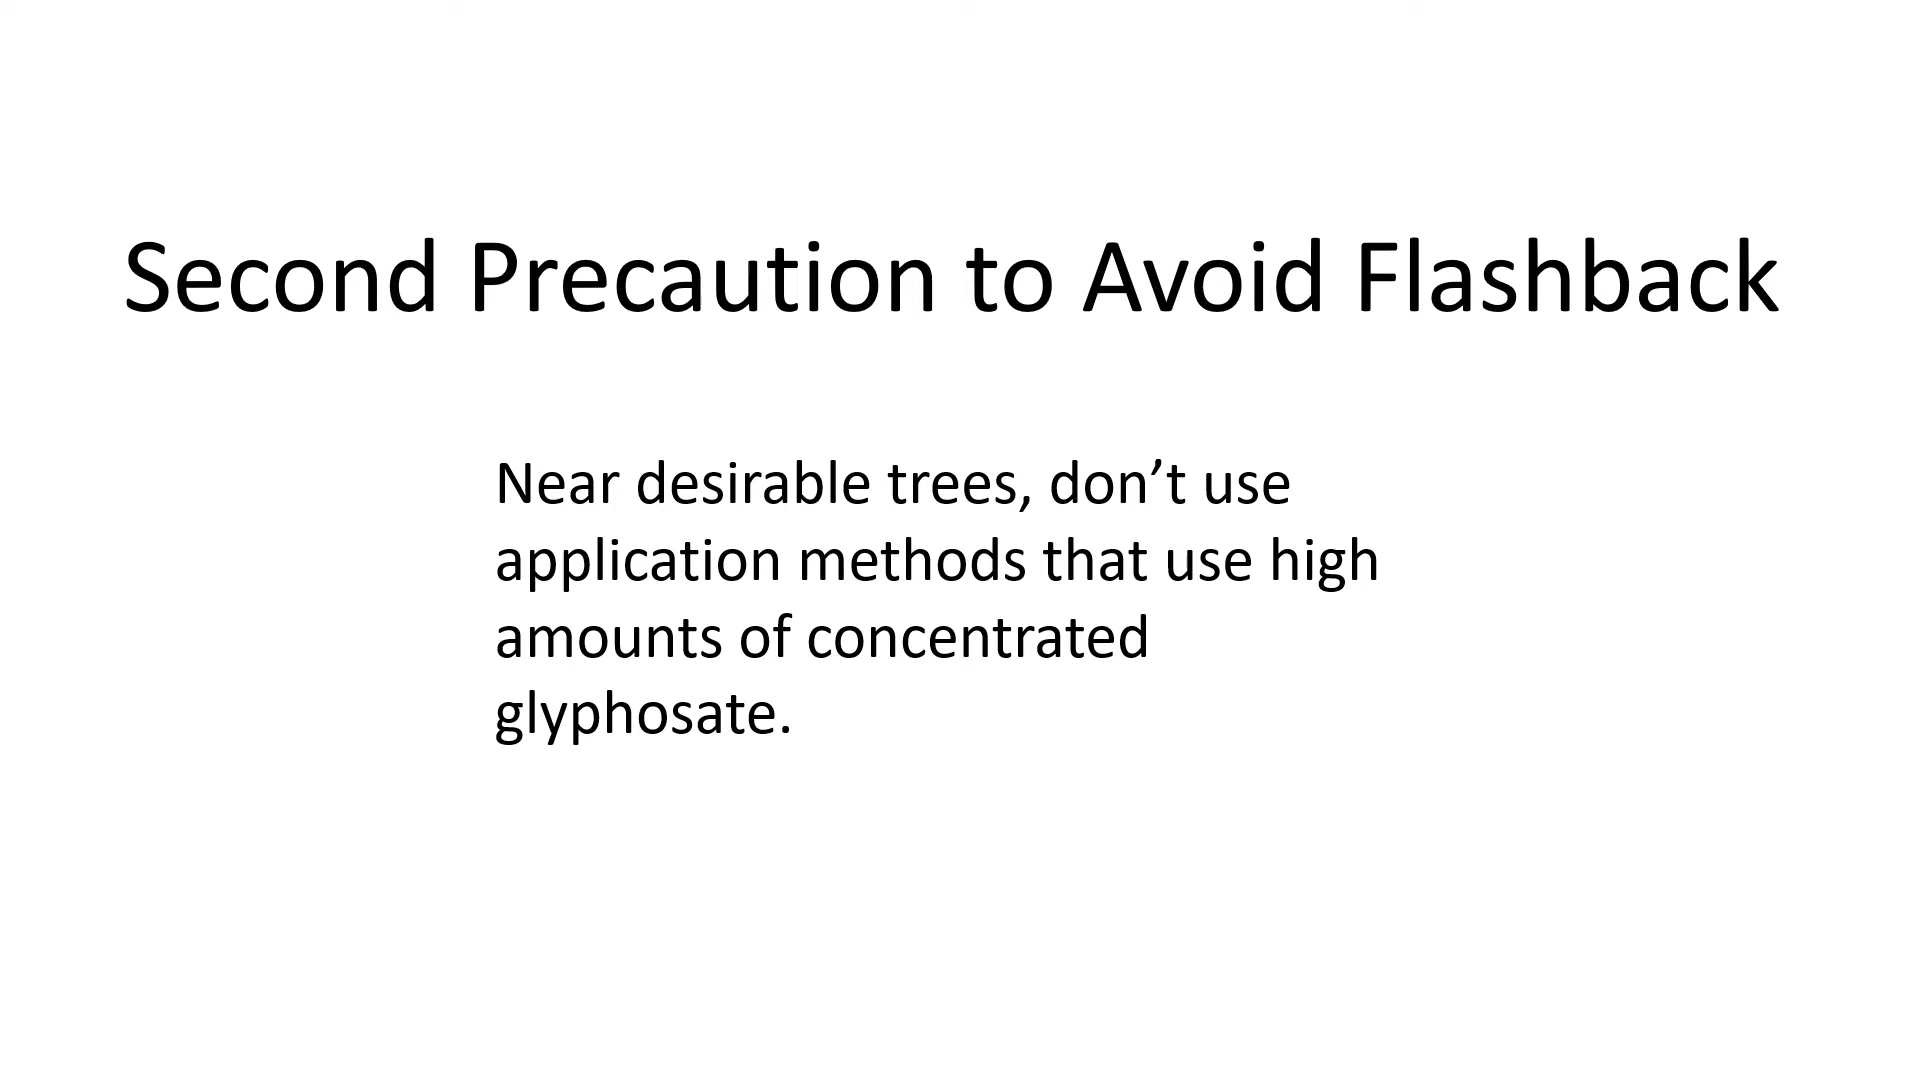 Second Precaution to Avoid Flashback
Near desirable trees, don’t use
application methods that use high
amounts of concentrated
glyphosate.